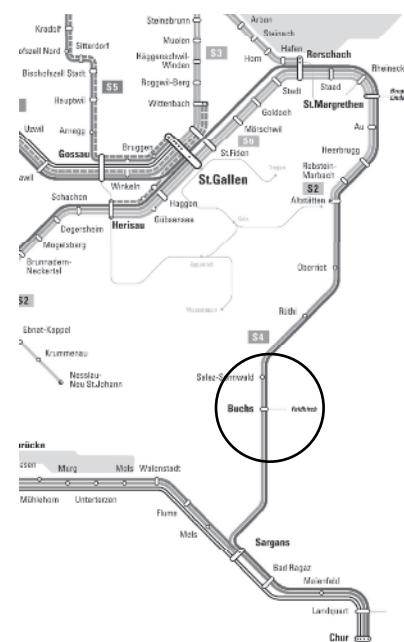 Kradolf
Sitterdorf
ofszell Nord
Bischofszell Stadt
S5
Hauptwil
Arnegg
Uzwil
Gossau
Bruggen
Winkeln
Schachen
Degersheim
Mogelsberg
Brunnadern-
Neckertal
Herisau
Gübsensee
Haggen
St.Gallen
St.Fiden
Steinebrunn
Muolen
Häggenschwil-
Winden
Roggwil-Berg
Wittenbach
S3
Arbon
Steinach
Horn
Hafen
Rorschach
Stadt
Staad
Goldach
Mörschwil
St.Margrethen
Rheineck
Au
Heerbrugg
Rebstein-
Marbach
S2
Altstätten
Oberriet
Rüthi
S4
Salez-Sennwald
Buchs
Feldkirch
S2
Ebnat-Kappel
Krummenau
Nesslau-
Neu St.Johann
rücke
Murg
Mols
Walenstadt
Mühlehorn
Unterterzen
Flums
Mels
Sargans
Bad Ragaz
Maienfeld
Landquart
Chur